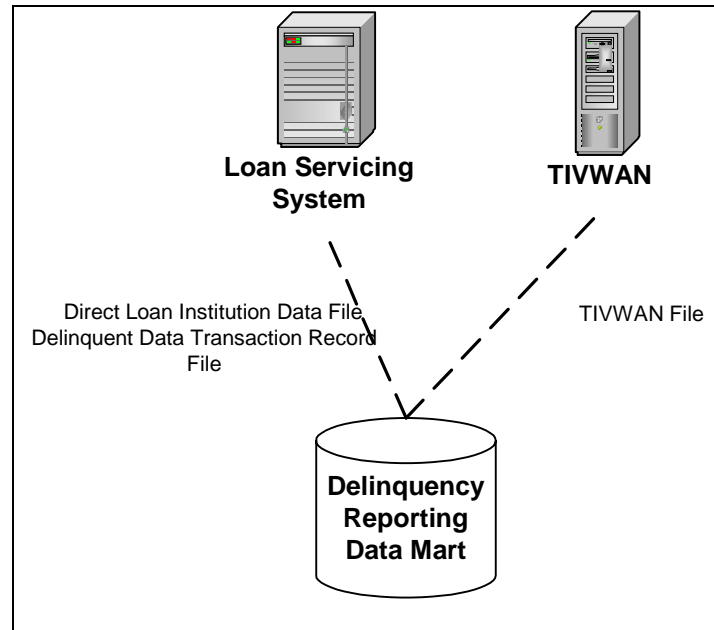 Loan Servicing
System
TIVWAN
Direct Loan Institution Data File
Delinquent Data Transaction Record
File
TIVWAN File
Delinquency
Reporting
Data Mart